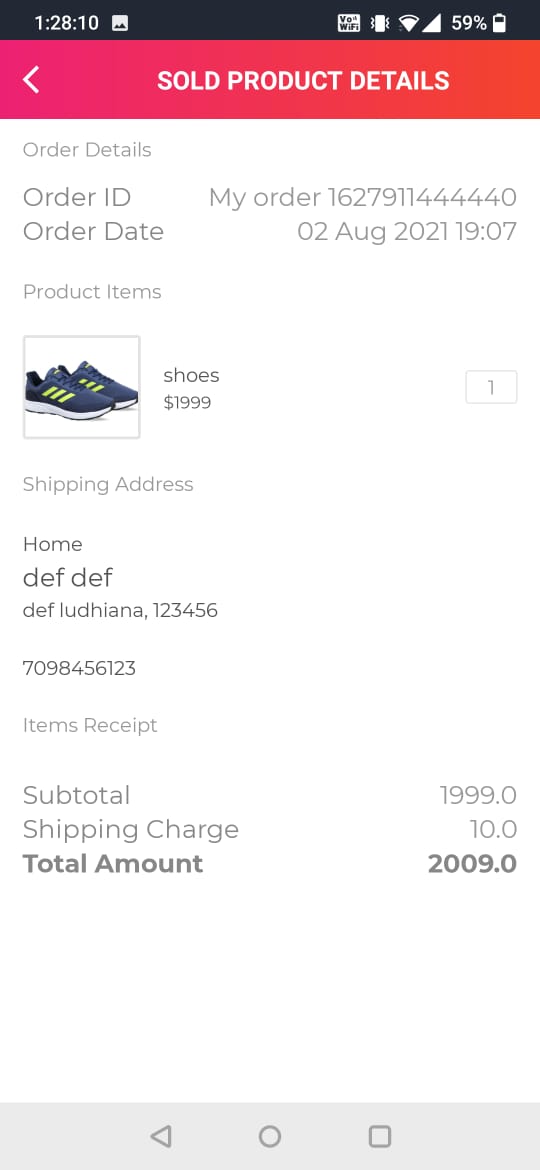 1:28:10
Vo)) WiFi 59%
SOLD PRODUCT DETAILS
Order Details
Order ID My order 1627911444440
Order Date 02 Aug 2021 19:07
Product Items
shoes
$1999
1
Shipping Address
Home
def def
def ludhiana, 123456
7098456123
Items Receipt
Subtotal 1999.0
Shipping Charge 10.0
Total Amount 2009.0